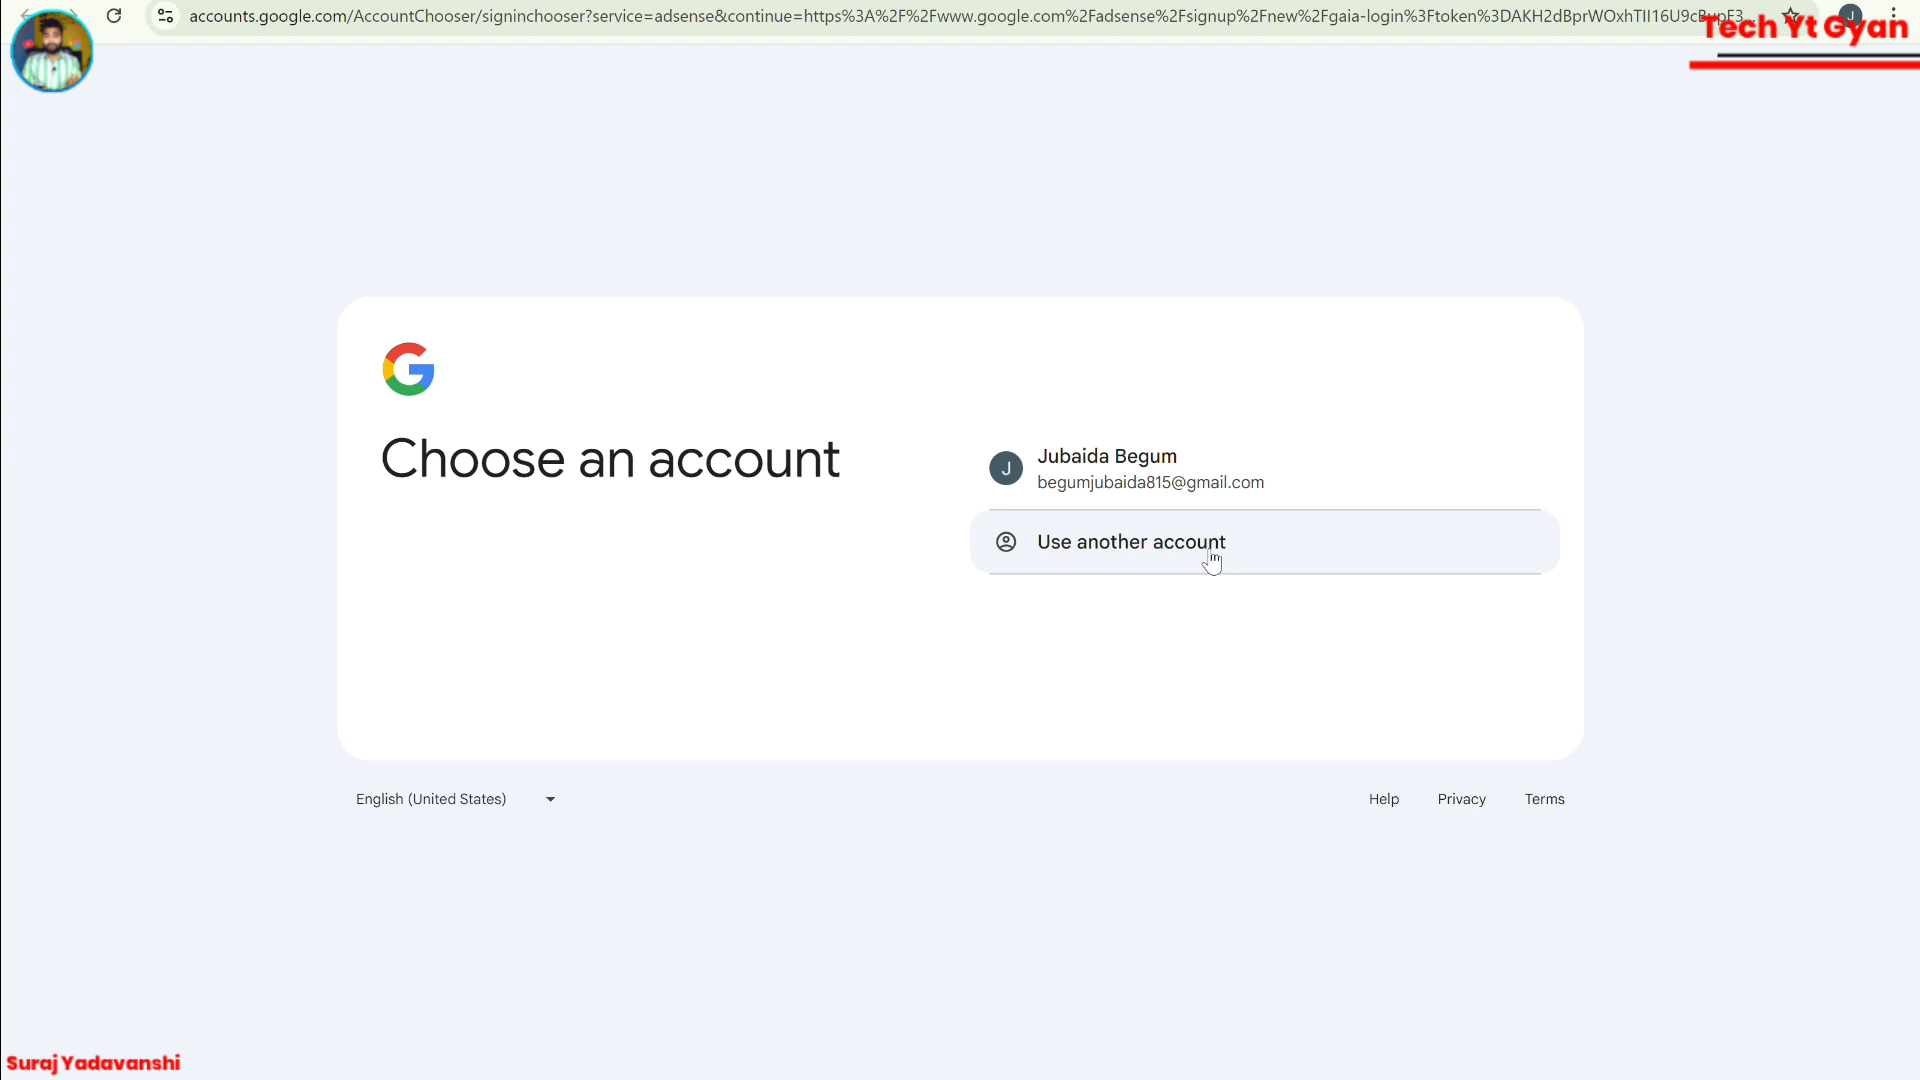 accounts.google.com/AccountChooser/signinchooser?service=adsense&continue=https%3A%2F%2Fwww.google.com%2Fadsense%2Fsignup%2Fnew%2Fgaia-login%3Ftoken%3DAKH2dBprWOxhTII16U9cBupF3...
J
Tech Yt Gyan
Choose an account
J
Jubaida Begum
begumjubaida815@gmail.com
Use another account
English (United States)
Help
Privacy
Terms
Suraj Yadavanshi